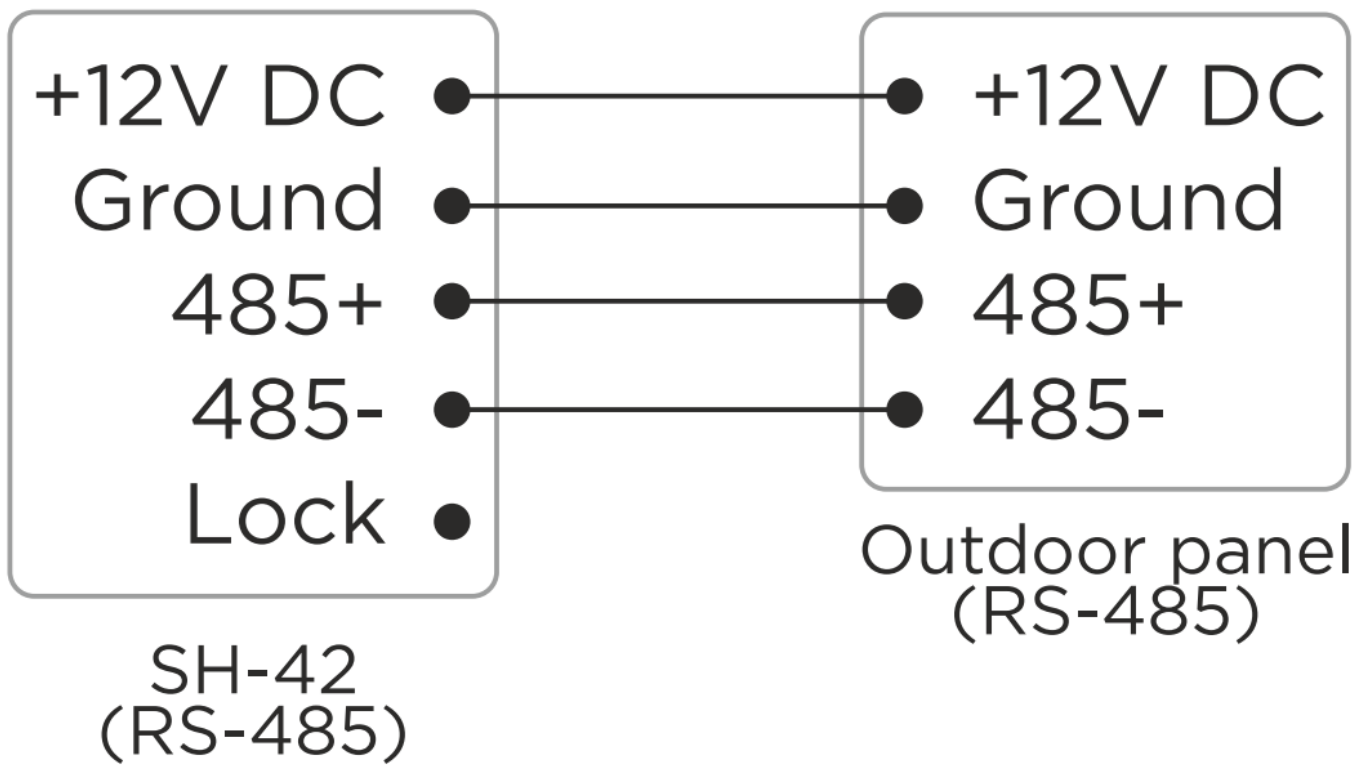 +12V DC
Ground
485+
485-
Lock
SH-42
(RS-485)
+12V DC
Ground
485+
485-
Outdoor panel
(RS-485)